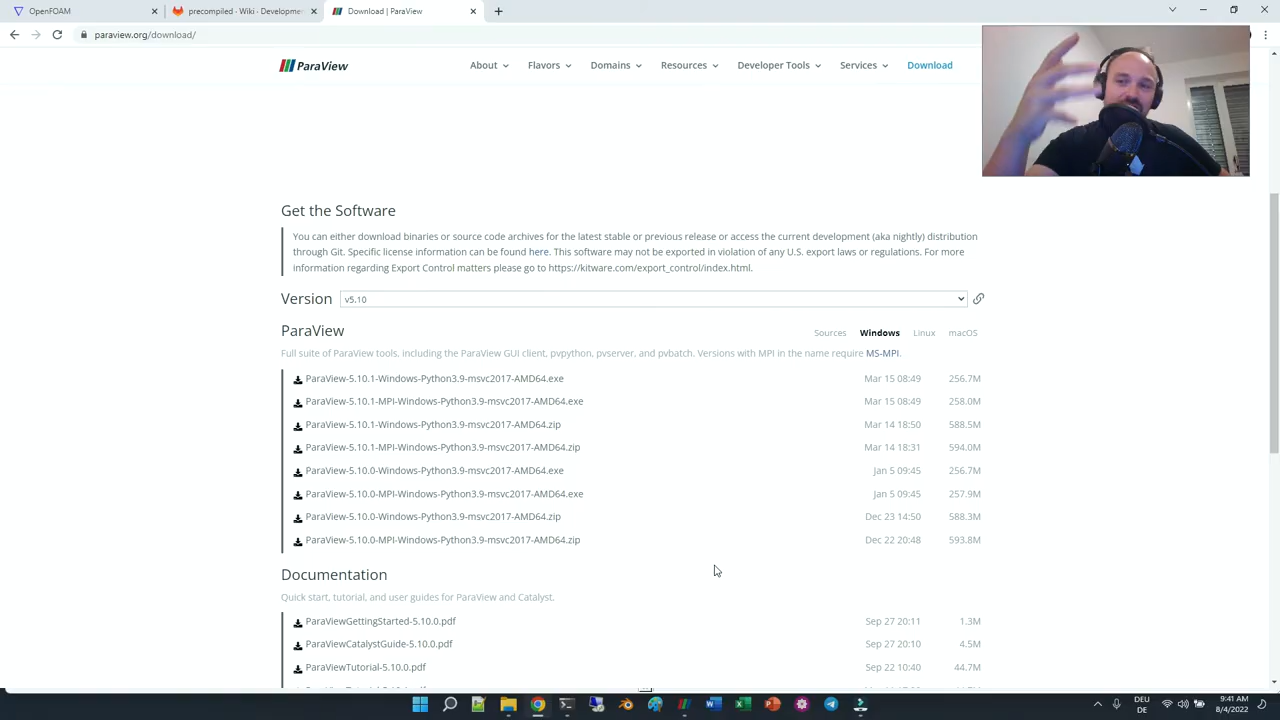 OpenFOAM
precompiled · Wiki · Developmen
Download | ParaView
paraview.org/download/
ParaView
About
Flavors
Domains
Resources
Developer Tools
Services
Download
Get the Software
You can either download binaries or source code archives for the latest stable or previous release or access the current development (aka nightly) distribution
through Git. Specific license information can be found here. This software may not be exported in violation of any U.S. export laws or regulations. For more
information regarding Export Control matters please go to https://kitware.com/export_control/index.html.
Version v5.10
ParaView
Sources Windows Linux macOS
Full suite of ParaView tools, including the ParaView GUI client, pvpython, pvserver, and pvbatch. Versions with MPI in the name require MS-MPI.
ParaView-5.10.1-Windows-Python3.9-msvc2017-AMD64.exe Mar 15 08:49 256.7M
ParaView-5.10.1-MPI-Windows-Python3.9-msvc2017-AMD64.exe Mar 15 08:49 258.0M
ParaView-5.10.1-Windows-Python3.9-msvc2017-AMD64.zip Mar 14 18:50 588.5M
ParaView-5.10.1-MPI-Windows-Python3.9-msvc2017-AMD64.zip Mar 14 18:31 594.0M
ParaView-5.10.0-Windows-Python3.9-msvc2017-AMD64.exe Jan 5 09:45 256.7M
ParaView-5.10.0-MPI-Windows-Python3.9-msvc2017-AMD64.exe Jan 5 09:45 257.9M
ParaView-5.10.0-Windows-Python3.9-msvc2017-AMD64.zip Dec 23 14:50 588.3M
ParaView-5.10.0-MPI-Windows-Python3.9-msvc2017-AMD64.zip Dec 22 20:48 593.8M
Documentation
Quick start, tutorial, and user guides for ParaView and Catalyst.
ParaViewGettingStarted-5.10.0.pdf Sep 27 20:11 1.3M
ParaViewCatalystGuide-5.10.0.pdf Sep 27 20:10 4.5M
ParaViewTutorial-5.10.0.pdf Sep 22 10:40 44.7M
DEU
DE
9:41 AM
8/4/2022